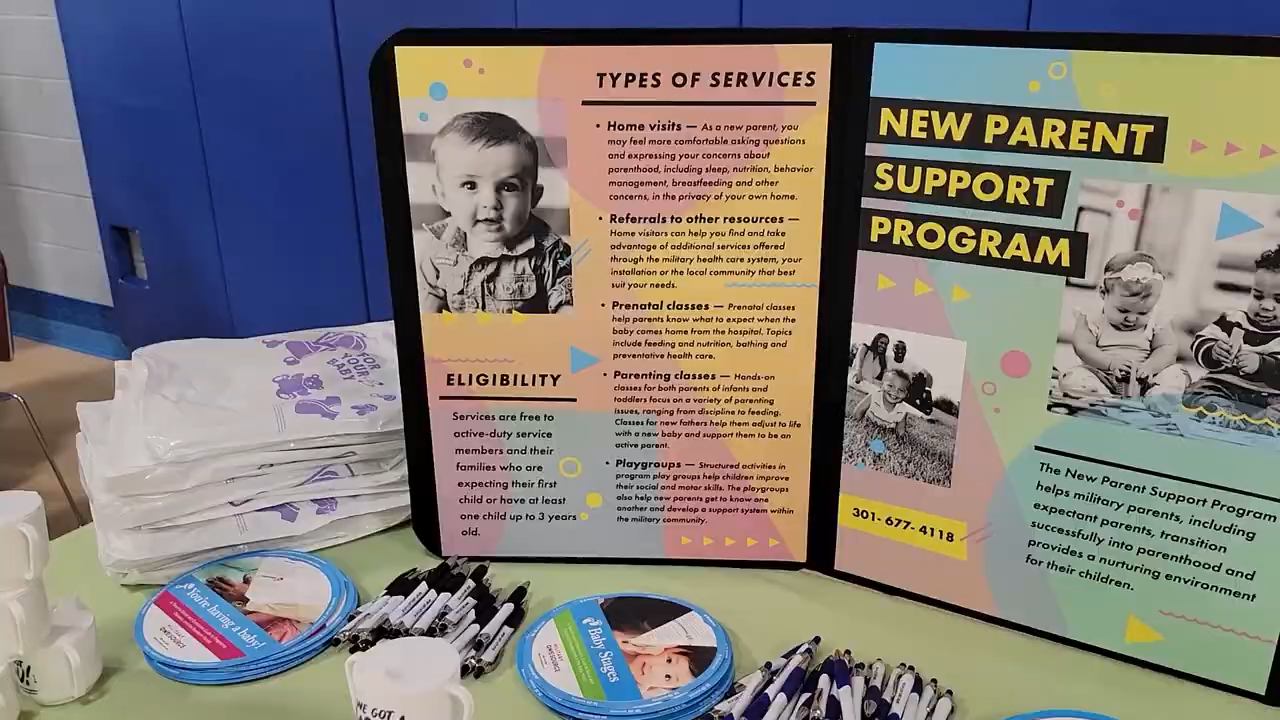 TYPES OF SERVICES
• Home visits — As a new parent, you
may feel more comfortable asking questions
and expressing your concerns about
parenthood, including sleep, nutrition, behavior
management, breastfeeding and other
concerns, in the privacy of your own home.
• Referrals to other resources —
Home visitors can help you find and take
advantage of additional services offered
through the military health care system, your
installation or the local community that best
suit your needs.
• Prenatal classes — Prenatal classes
help parents know what to expect when the
baby comes home from the hospital. Topics
include feeding and nutrition, bathing and
preventative health care.
• Parenting classes — Hands-on
classes for both parents of infants and
toddlers focus on a variety of parenting
issues, ranging from discipline to feeding.
Classes for new fathers help them adjust to life
with a new baby and support them to be an
active parent.
• Playgroups — Structured activities in
program play groups help children improve
their social and motor skills. The playgroups
also help new parents get to know one
another and develop a support system within
the military community.
ELIGIBILITY
Services are free to
active-duty service
members and their
families who are
expecting their first
child or have at least
one child up to 3 years
old.
NEW PARENT
SUPPORT
PROGRAM
301-677-4118
The New Parent Support Program
helps military parents, including
expectant parents, transition
successfully into parenthood and
provides a nurturing environment
for their children.
FOR
YOUR
BABY
You're having a baby!
MILITARY
ONESOURCE
Baby Stages
MILITARY
ONESOURCE
WE GOT A